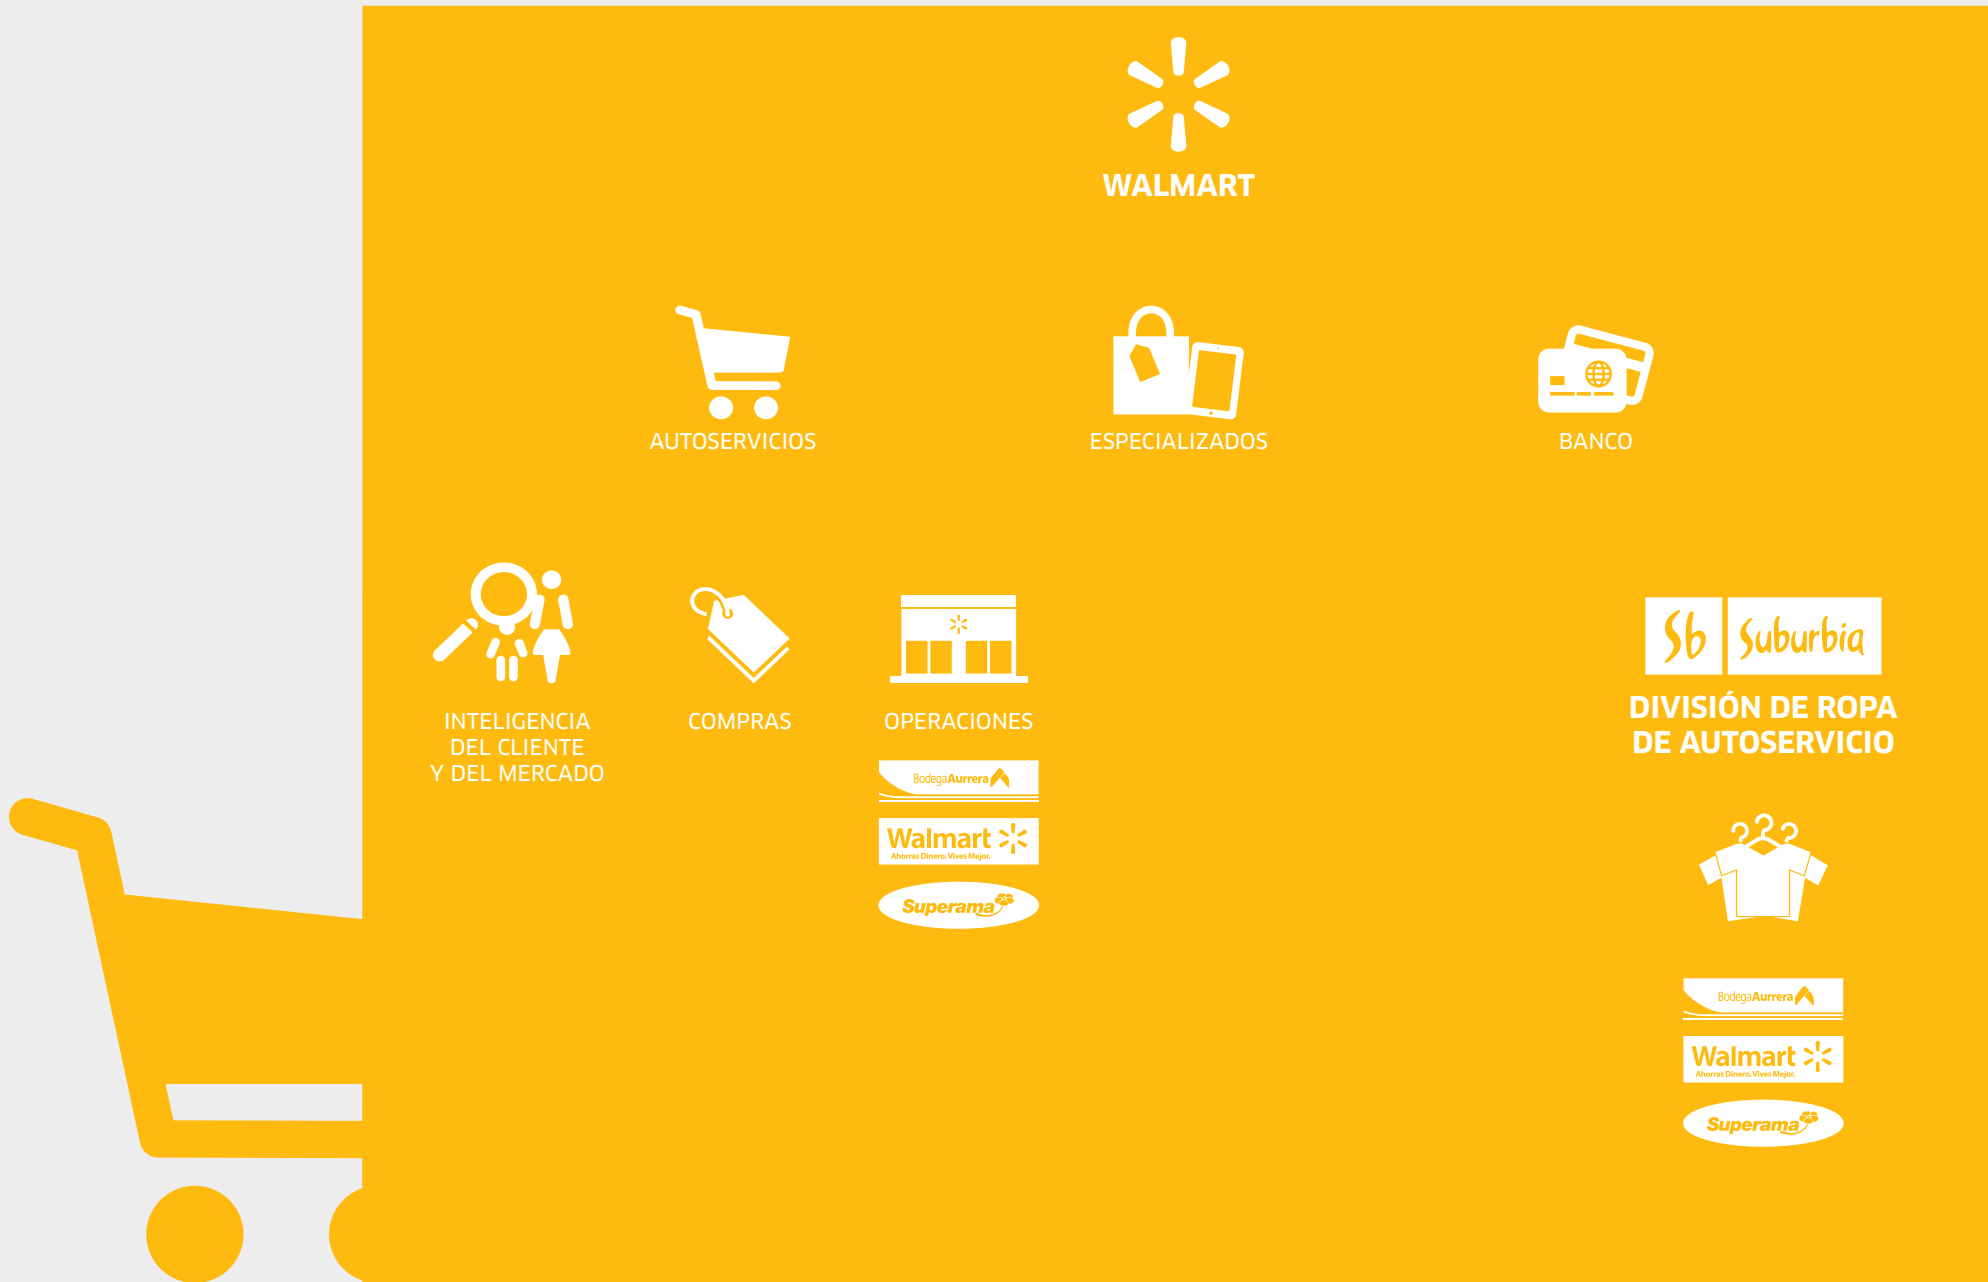 WALMART
AUTOSERVICIOS
ESPECIALIZADOS
BANCO
INTELIGENCIA
DEL CLIENTE
Y DEL MERCADO
COMPRAS
OPERACIONES
BodegaAurrera
Walmart
Ahorras Dinero. Vives Mejor.
Superama
Sb Suburbia
DIVISIÓN DE ROPA
DE AUTOSERVICIO
BodegaAurrera
Walmart
Ahorras Dinero. Vives Mejor.
Superama